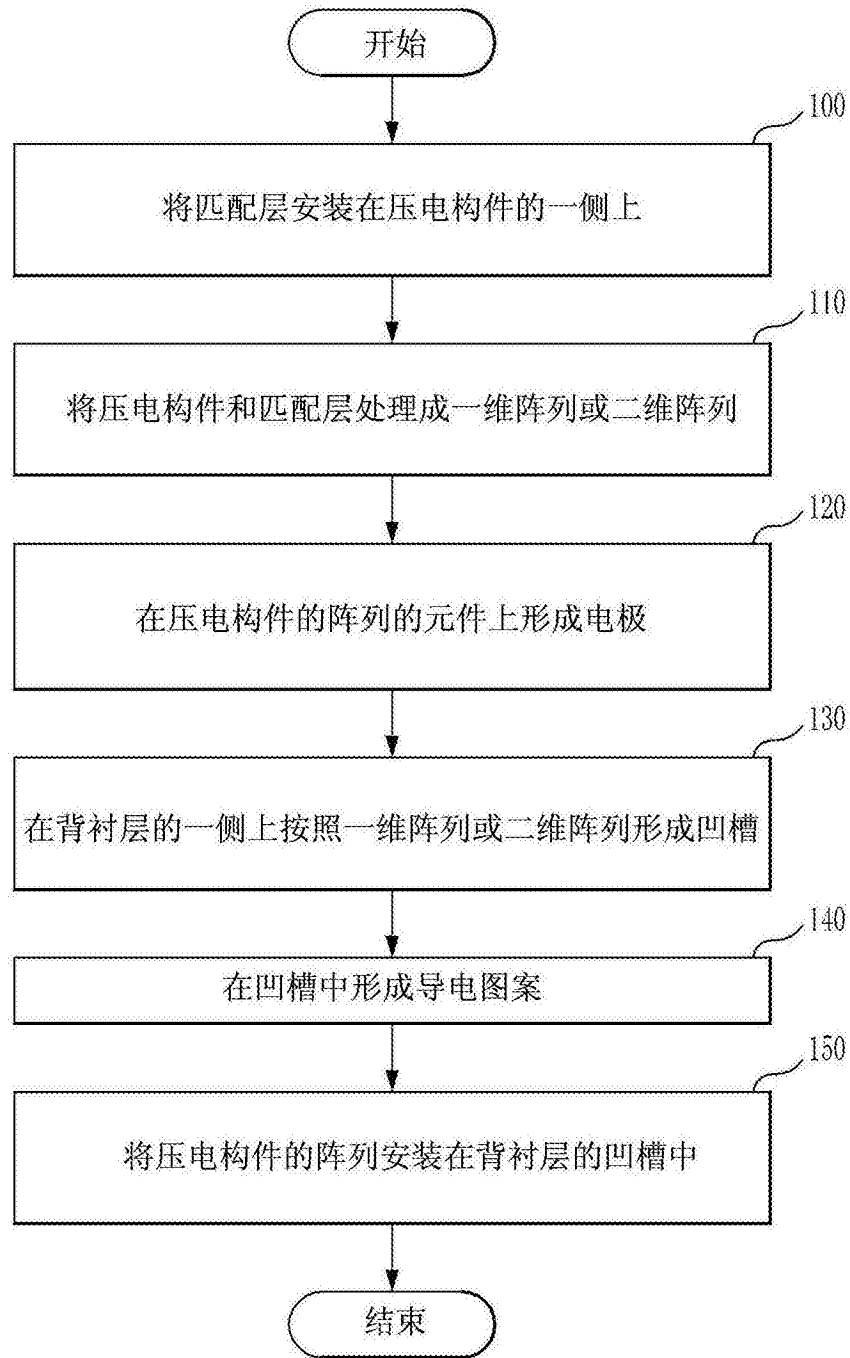 开始
100
将匹配层安装在压电构件的一侧上
110
将压电构件和匹配层处理成一维阵列或二维阵列
120
在压电构件的阵列的元件上形成电极
130
在背衬层的一侧上按照一维阵列或二维阵列形成凹槽
140
在凹槽中形成导电图案
150
将压电构件的阵列安装在背衬层的凹槽中
结束